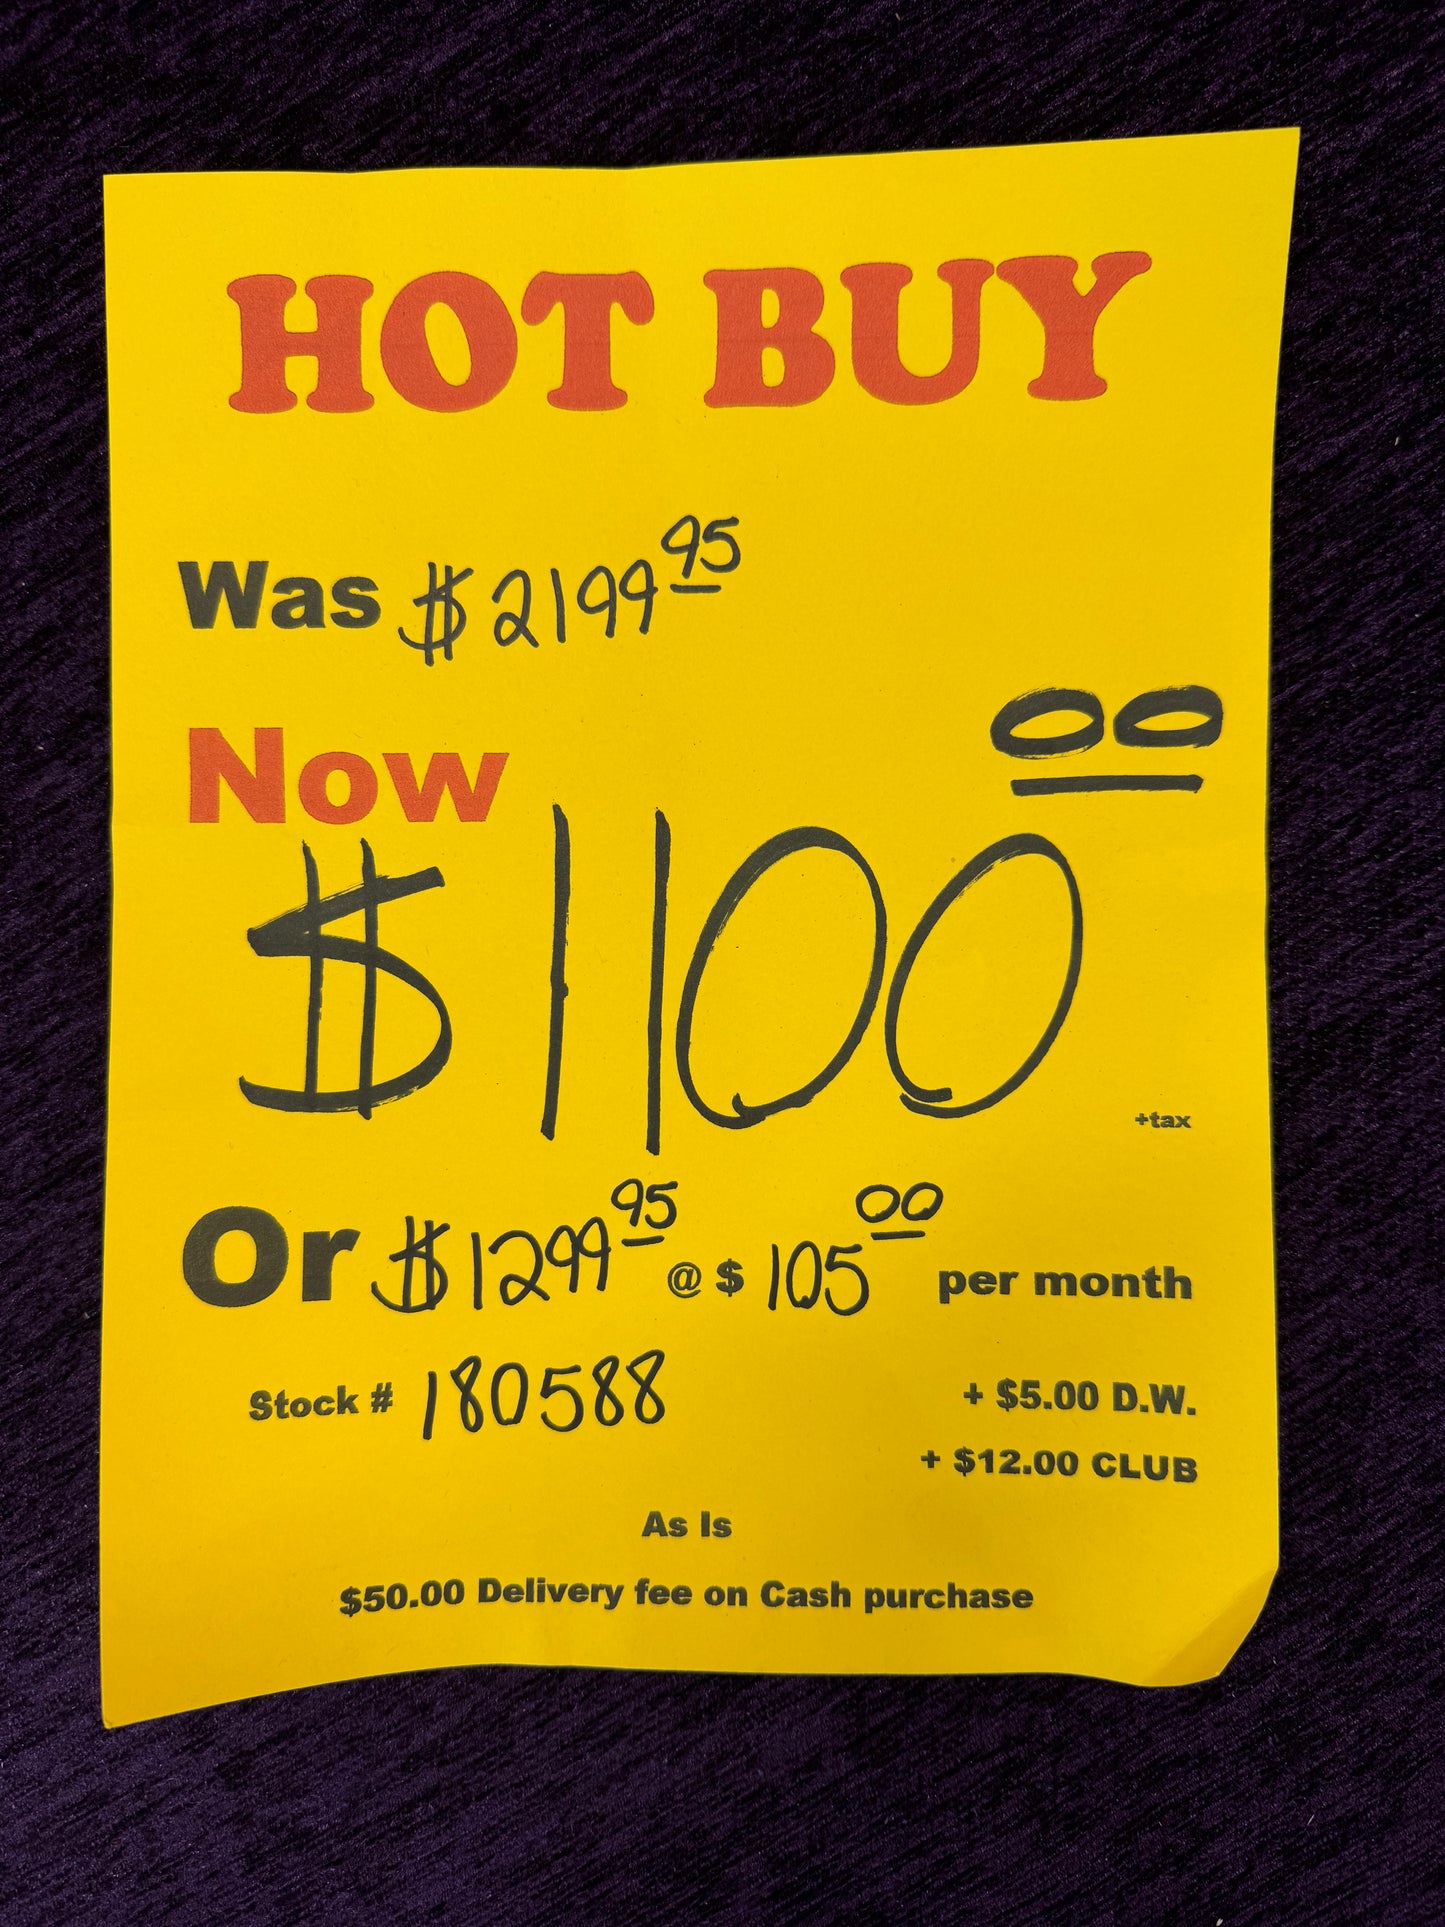 HOT BUY
Was $2199 95
Now
$1100 00
+tax
Or $1299 95 @ $ 105 00 per month
Stock # 180588
+ $5.00 D.W.
+ $12.00 CLUB
As Is
$50.00 Delivery fee on Cash purchase